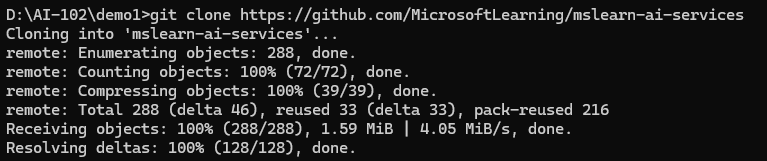 D:\AI-102\demo1>git clone https://github.com/MicrosoftLearning/mslearn-ai-services
Cloning into 'mslearn-ai-services'...
remote: Enumerating objects: 288, done.
remote: Counting objects: 100% (72/72), done.
remote: Compressing objects: 100% (39/39), done.
remote: Total 288 (delta 46), reused 33 (delta 33), pack-reused 216
Receiving objects: 100% (288/288), 1.59 MiB | 4.05 MiB/s, done.
Resolving deltas: 100% (128/128), done.